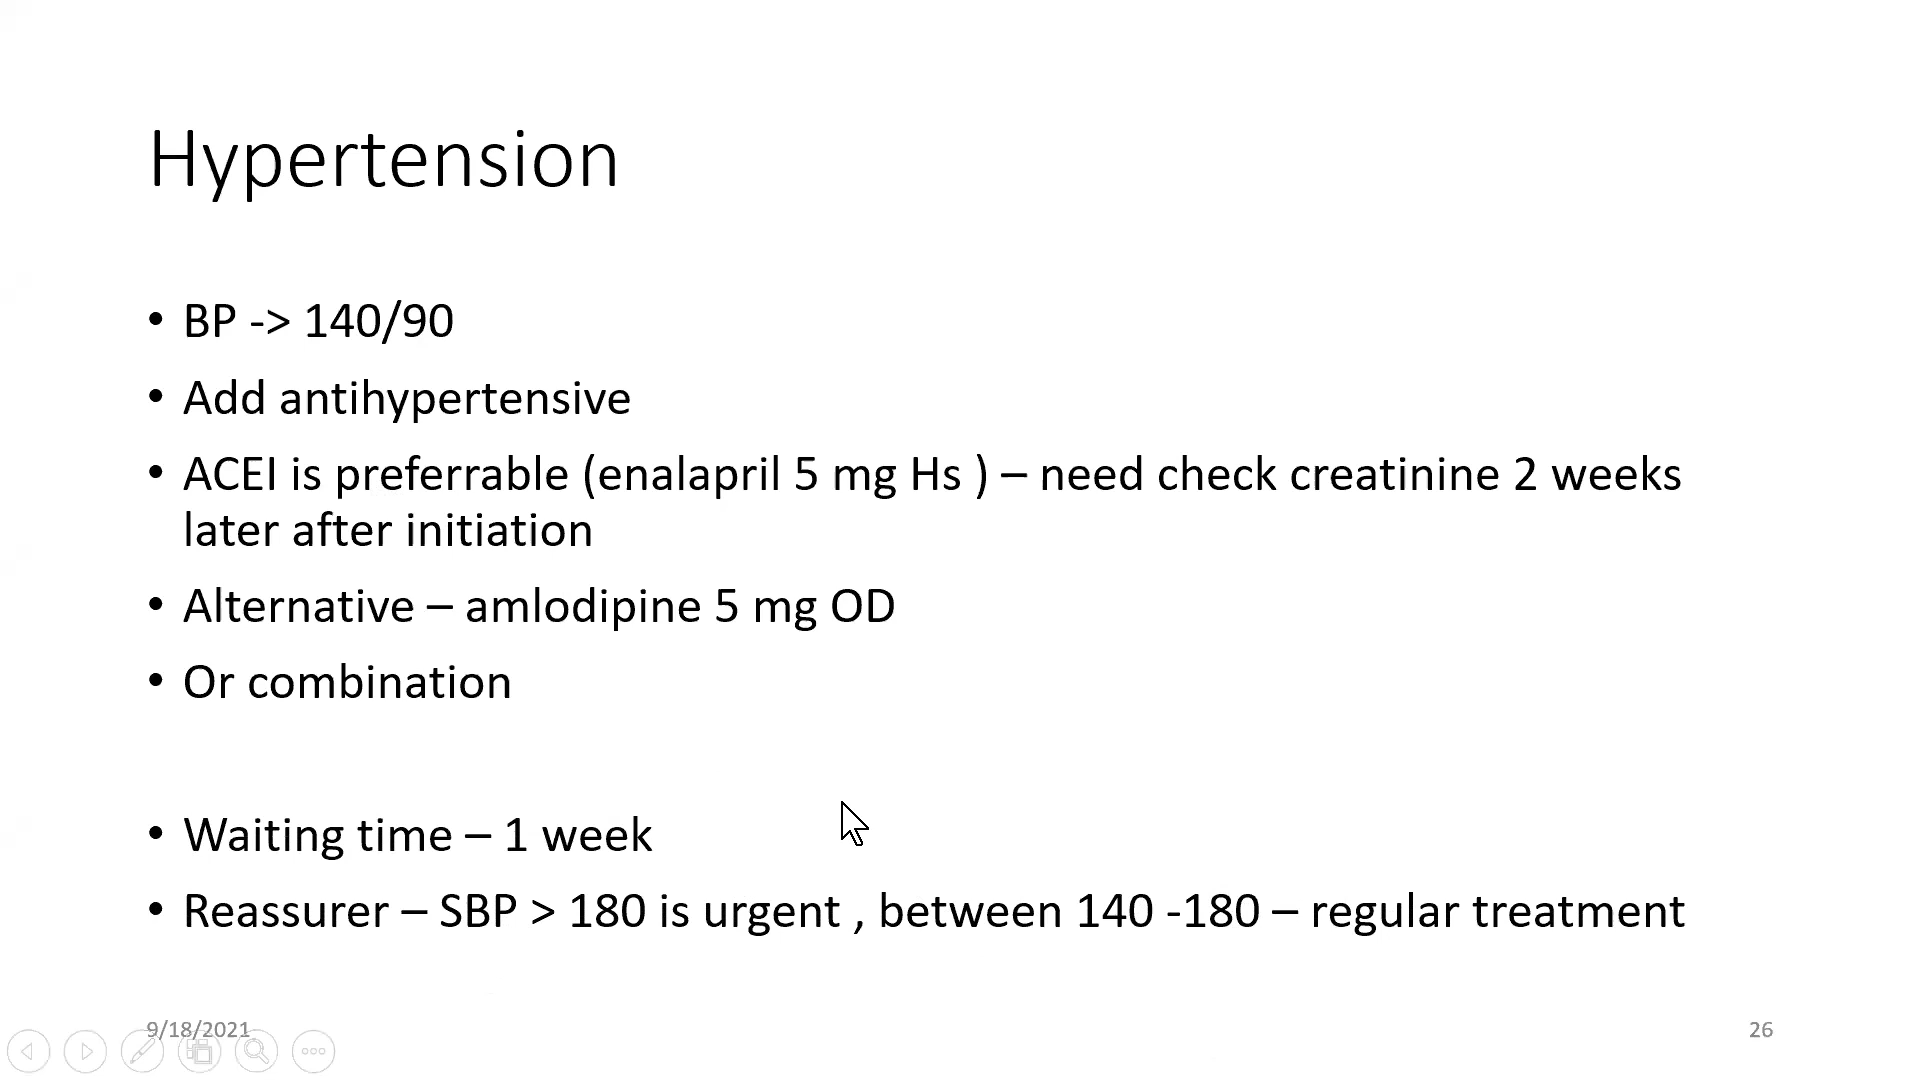 Hypertension
• BP -> 140/90
• Add antihypertensive
• ACEI is preferrable (enalapril 5 mg Hs ) – need check creatinine 2 weeks
later after initiation
• Alternative – amlodipine 5 mg OD
• Or combination
• Waiting time – 1 week
• Reassurer – SBP > 180 is urgent , between 140 -180 – regular treatment
9/18/2021
26